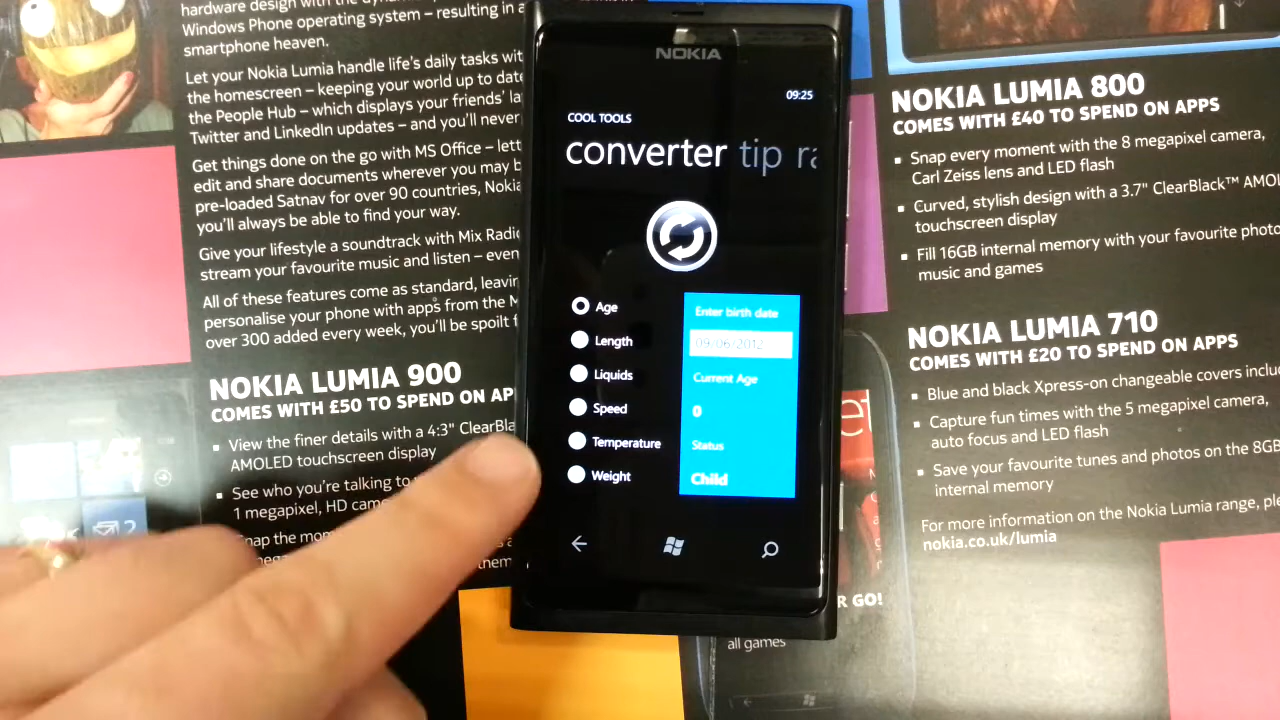 hardware design with the
Windows Phone operating system – resulting in a
smartphone heaven.
Let your Nokia Lumia handle life's daily tasks wit
the homescreen – keeping your world up to date
the People Hub – which displays your friends' la
Twitter and LinkedIn updates – and you'll never
Get things done on the go with MS Office – lett
edit and share documents wherever you may b
pre-loaded Satnav for over 90 countries, Nokia
you'll always be able to find your way.
Give your lifestyle a soundtrack with Mix Radio
stream your favourite music and listen – even
All of these features come as standard, leavin
personalise your phone with apps from the M
over 300 added every week, you'll be spoilt f
NOKIA LUMIA 900
COMES WITH £50 TO SPEND ON AP
▪ View the finer details with a 4:3" ClearBla
AMOLED touchscreen display
▪ See who you're talking to
1 megapixel, HD came
Snap the mom
mega
them
2
NOKIA
09:25
COOL TOOLS
converter tip ra
Age
Length
Liquids
Speed
Temperature
Weight
Enter birth date
09/06/2012
Current Age
0
Status
Child
NOKIA LUMIA 800
COMES WITH £40 TO SPEND ON APPS
▪ Snap every moment with the 8 megapixel camera,
Carl Zeiss lens and LED flash
▪ Curved, stylish design with a 3.7" ClearBlack™ AMOL
touchscreen display
▪ Fill 16GB internal memory with your favourite photo
music and games
NOKIA LUMIA 710
COMES WITH £20 TO SPEND ON APPS
▪ Blue and black Xpress-on changeable covers inclu
▪ Capture fun times with the 5 megapixel camera,
auto focus and LED flash
▪ Save your favourite tunes and photos on the 8GB
internal memory
For more information on the Nokia Lumia range, ple
nokia.co.uk/lumia
et
R GO!
all games